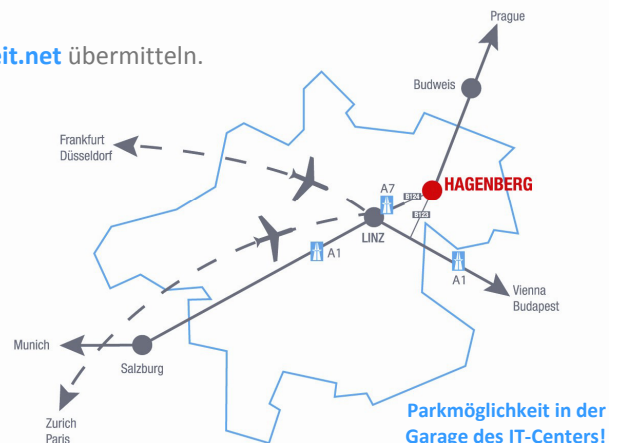 Prague
eit.net übermitteln.
Budweis
Frankfurt
Düsseldorf
A7
B124
HAGENBERG
B123
LINZ
A1
A1
Vienna
Budapest
Munich
Salzburg
Zurich
Paris
Parkmöglichkeit in der
Garage des IT-Centers!